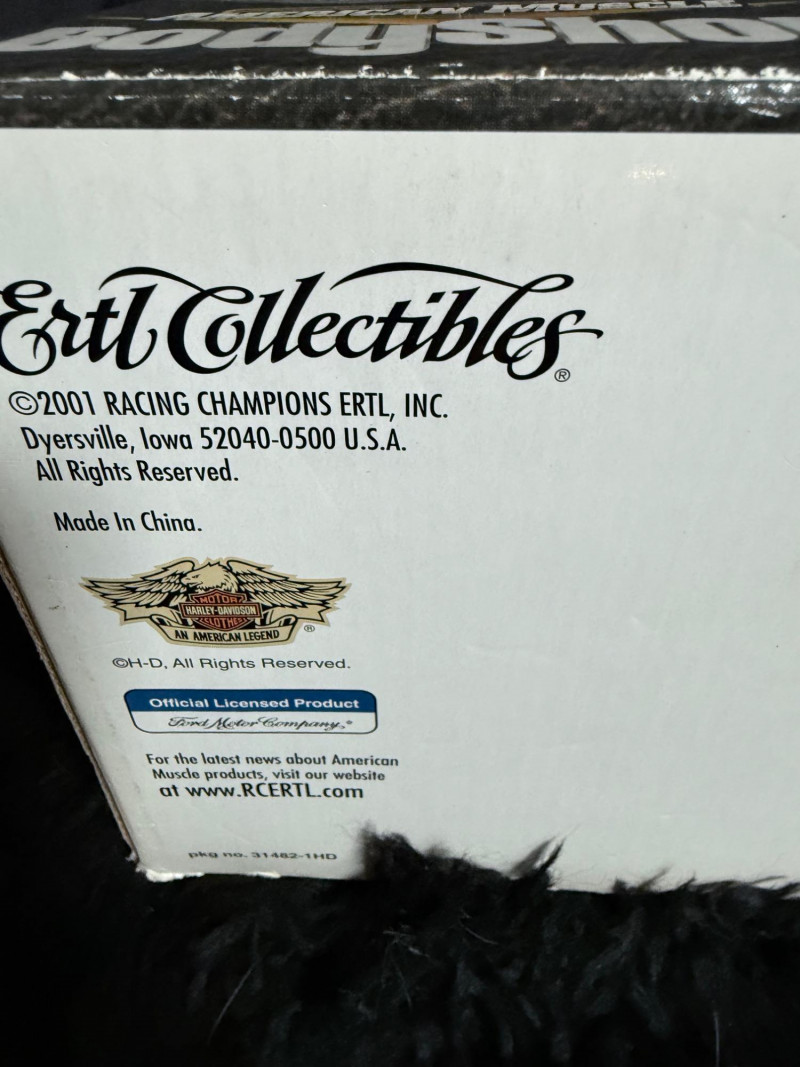 AMERICAN MUSCLE
Ertl Collectibles®
©2001 RACING CHAMPIONS ERTL, INC.
Dyersville, Iowa 52040-0500 U.S.A.
All Rights Reserved.
Made In China.
MOTOR
HARLEY-DAVIDSON
CLOTHES
AN AMERICAN LEGEND ®
©H-D, All Rights Reserved.
Official Licensed Product
Ford Motor Company®
For the latest news about American
Muscle products, visit our website
at www.RCERTL.com
pkg no. 31482-1HD